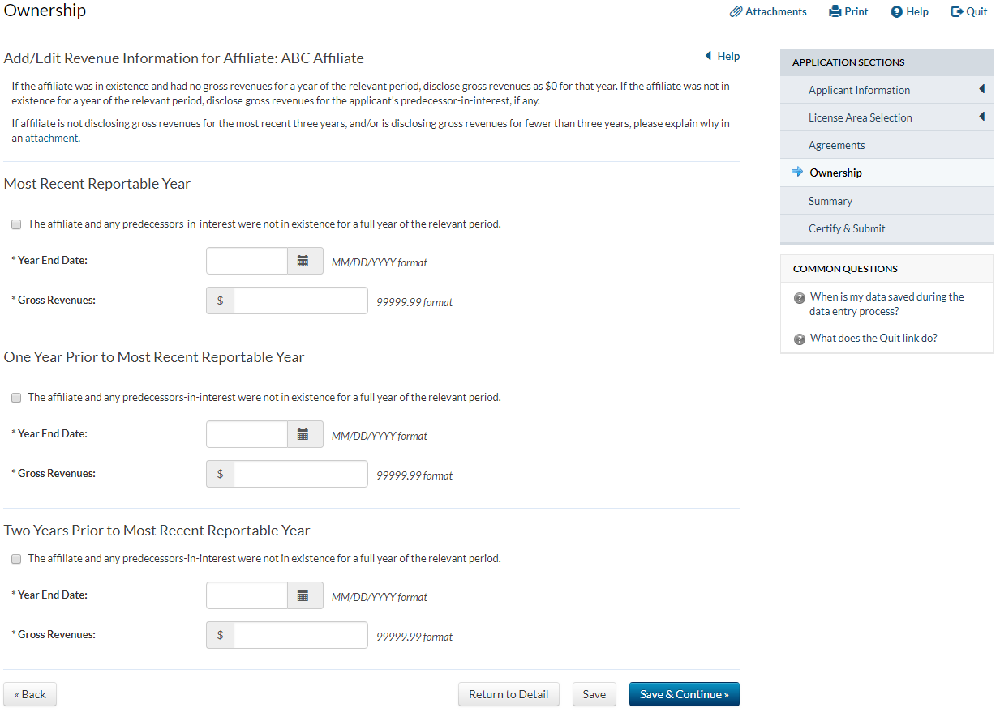 Ownership
Attachments
Print
Help
Quit
Add/Edit Revenue Information for Affiliate: ABC Affiliate
Help
If the affiliate was in existence and had no gross revenues for a year of the relevant period, disclose gross revenues as $0 for that year. If the affiliate was not in
existence for a year of the relevant period, disclose gross revenues for the applicant's predecessor-in-interest, if any.
If affiliate is not disclosing gross revenues for the most recent three years, and/or is disclosing gross revenues for fewer than three years, please explain why in
an attachment.
Most Recent Reportable Year
The affiliate and any predecessors-in-interest were not in existence for a full year of the relevant period.
* Year End Date:
MM/DD/YYYY format
* Gross Revenues:
$
99999.99 format
One Year Prior to Most Recent Reportable Year
The affiliate and any predecessors-in-interest were not in existence for a full year of the relevant period.
* Year End Date:
MM/DD/YYYY format
* Gross Revenues:
$
99999.99 format
Two Years Prior to Most Recent Reportable Year
The affiliate and any predecessors-in-interest were not in existence for a full year of the relevant period.
* Year End Date:
MM/DD/YYYY format
* Gross Revenues:
$
99999.99 format
« Back
Return to Detail
Save
Save & Continue »
APPLICATION SECTIONS
Applicant Information
License Area Selection
Agreements
Ownership
Summary
Certify & Submit
COMMON QUESTIONS
When is my data saved during the
data entry process?
What does the Quit link do?